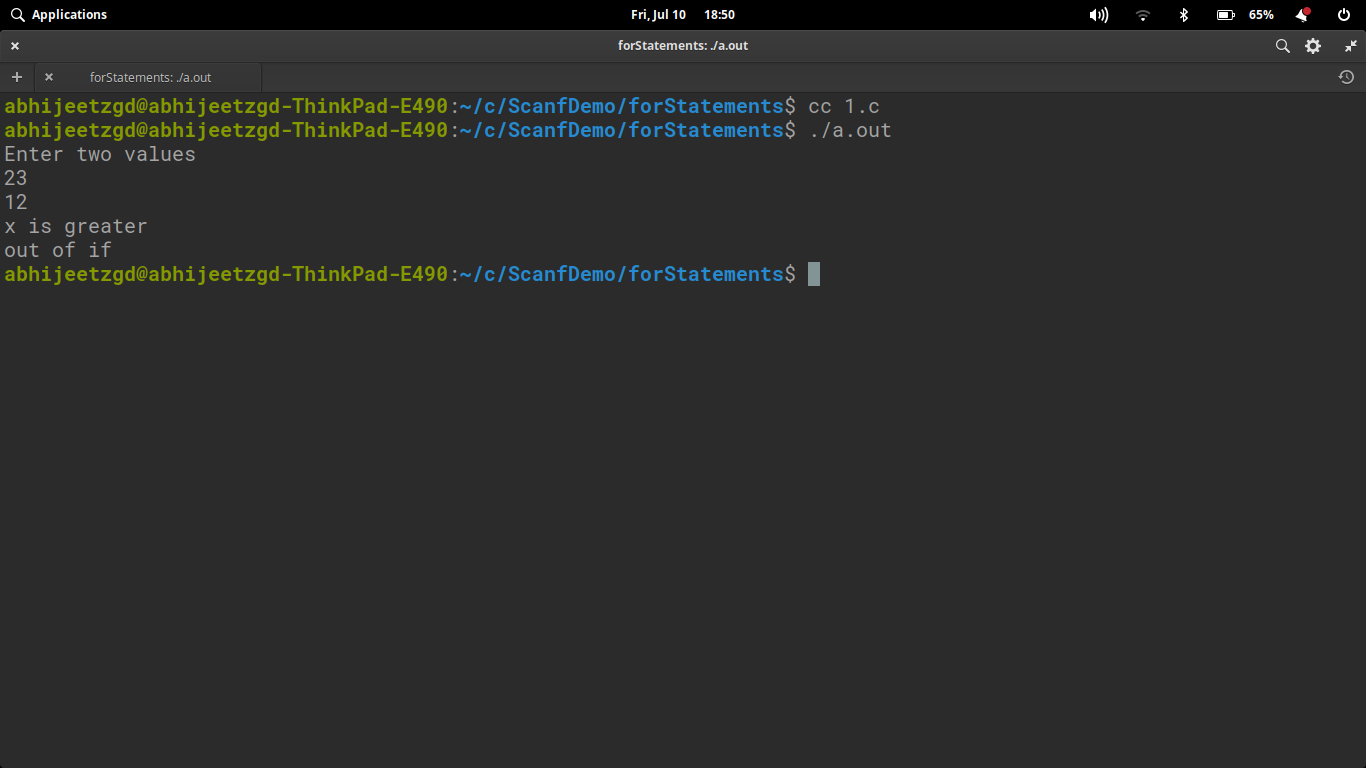 Applications Fri, Jul 10 18:50 65%
forStatements: ./a.out
forStatements: ./a.out
abhijeetzgd@abhijeetzgd-ThinkPad-E490:~/c/ScanfDemo/forStatements$ cc 1.c
abhijeetzgd@abhijeetzgd-ThinkPad-E490:~/c/ScanfDemo/forStatements$ ./a.out
Enter two values
23
12
x is greater
out of if
abhijeetzgd@abhijeetzgd-ThinkPad-E490:~/c/ScanfDemo/forStatements$